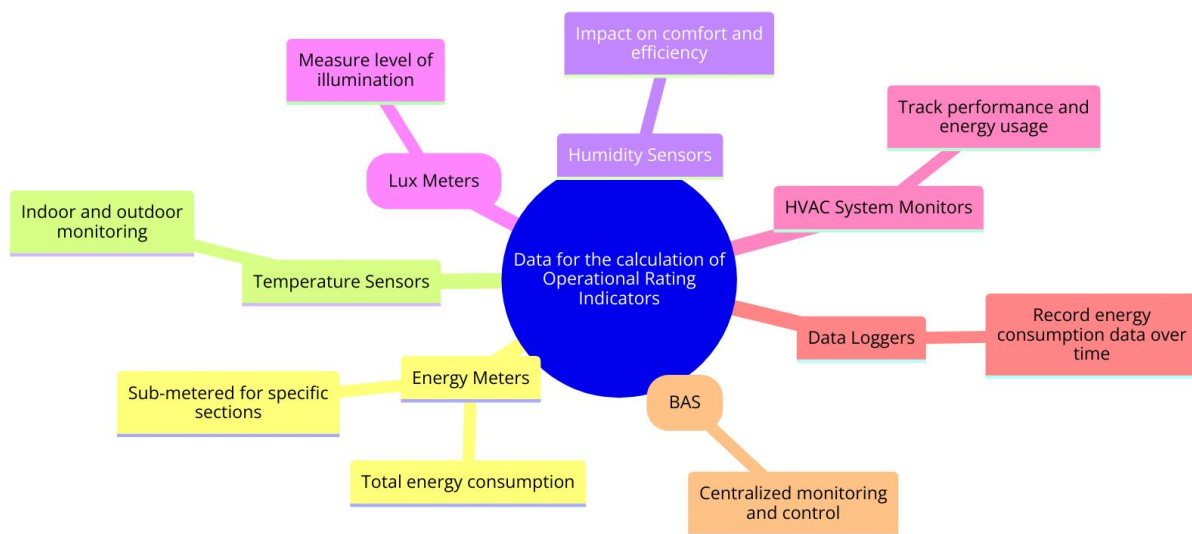 Impact on comfort and
efficiency
Measure level of
illumination
Track performance and
energy usage
Humidity Sensors
Lux Meters
HVAC System Monitors
Indoor and outdoor
monitoring
Temperature Sensors
Data for the calculation of
Operational Rating
Indicators
Record energy
consumption data over
time
Data Loggers
Energy Meters
Sub-metered for specific
sections
BAS
Total energy consumption
Centralized monitoring
and control